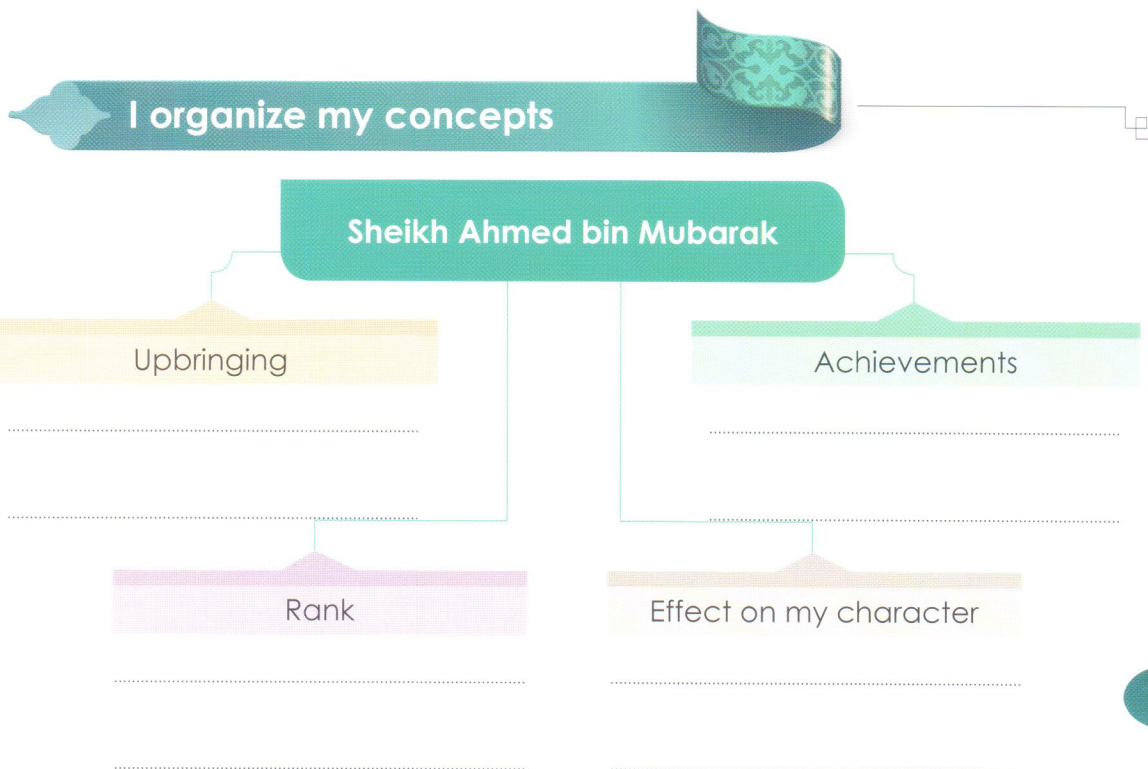 I organize my concepts
Sheikh Ahmed bin Mubarak
Upbringing
Achievements
Rank
Effect on my character